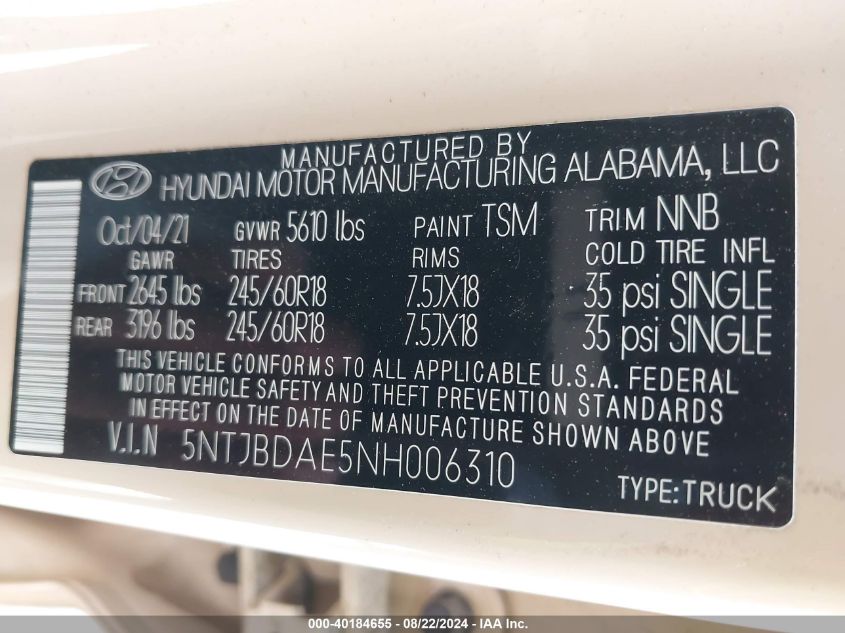 MANUFACTURED BY
HYUNDAI MOTOR MANUFACTURING ALABAMA, LLC
Oct/04/21 GVWR 5610 lbs PAINT TSM TRIM NNB
GAWR TIRES RIMS COLD TIRE INFL
FRONT 2645 lbs 245/60R18 7.5JX18 35 psi SINGLE
REAR 3196 lbs 245/60R18 7.5JX18 35 psi SINGLE
THIS VEHICLE CONFORMS TO ALL APPLICABLE U.S.A. FEDERAL
MOTOR VEHICLE SAFETY AND THEFT PREVENTION STANDARDS
IN EFFECT ON THE DATE OF MANUFACTURE SHOWN ABOVE
V.I.N 5NTJBDAE5NH006310
TYPE:TRUCK
000-40184655 - 08/22/2024 - IAA Inc.